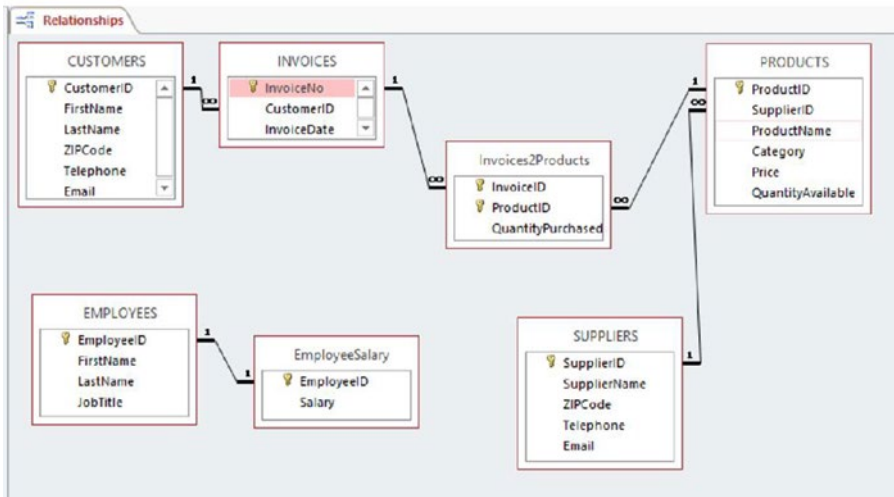 Relationships
CUSTOMERS
CustomerID
FirstName
LastName
ZIPCode
Telephone
Email
1
∞
INVOICES
InvoiceNo
CustomerID
InvoiceDate
1
∞
Invoices2Products
InvoiceID
ProductID
QuantityPurchased
∞
1
∞
PRODUCTS
ProductID
SupplierID
ProductName
Category
Price
QuantityAvailable
EMPLOYEES
EmployeeID
FirstName
LastName
JobTitle
1
1
EmployeeSalary
EmployeeID
Salary
SUPPLIERS
SupplierID
SupplierName
ZIPCode
Telephone
Email
1